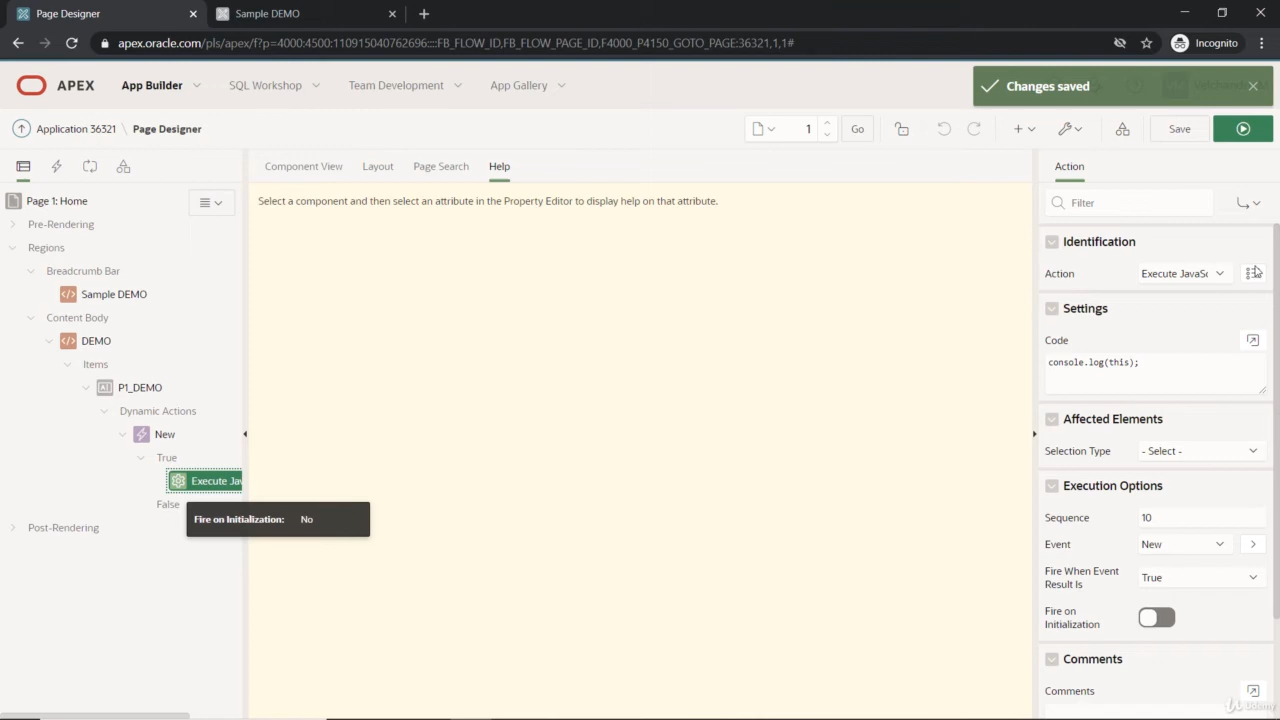 Page Designer
Sample DEMO
apex.oracle.com/pls/apex/f?p=4000:4500:110915040762696::::FB_FLOW_ID,FB_FLOW_PAGE_ID,F4000_P4150_GOTO_PAGE:36321,1,1#
Incognito
APEX
App Builder
SQL Workshop
Team Development
App Gallery
Changes saved
Application 36321
Page Designer
1
Go
Save
Component View
Layout
Page Search
Help
Action
Page 1: Home
Select a component and then select an attribute in the Property Editor to display help on that attribute.
Filter
Pre-Rendering
Regions
Identification
Breadcrumb Bar
Action
Execute JavaSc
Sample DEMO
Content Body
Settings
DEMO
Code
Items
console.log(this);
P1_DEMO
Dynamic Actions
Affected Elements
New
Selection Type
- Select -
True
Execute Jav
Execution Options
False
Fire on Initialization: No
Sequence
10
Post-Rendering
Event
New
Fire When Event
Result Is
True
Fire on
Initialization
Comments
Comments
Udemy